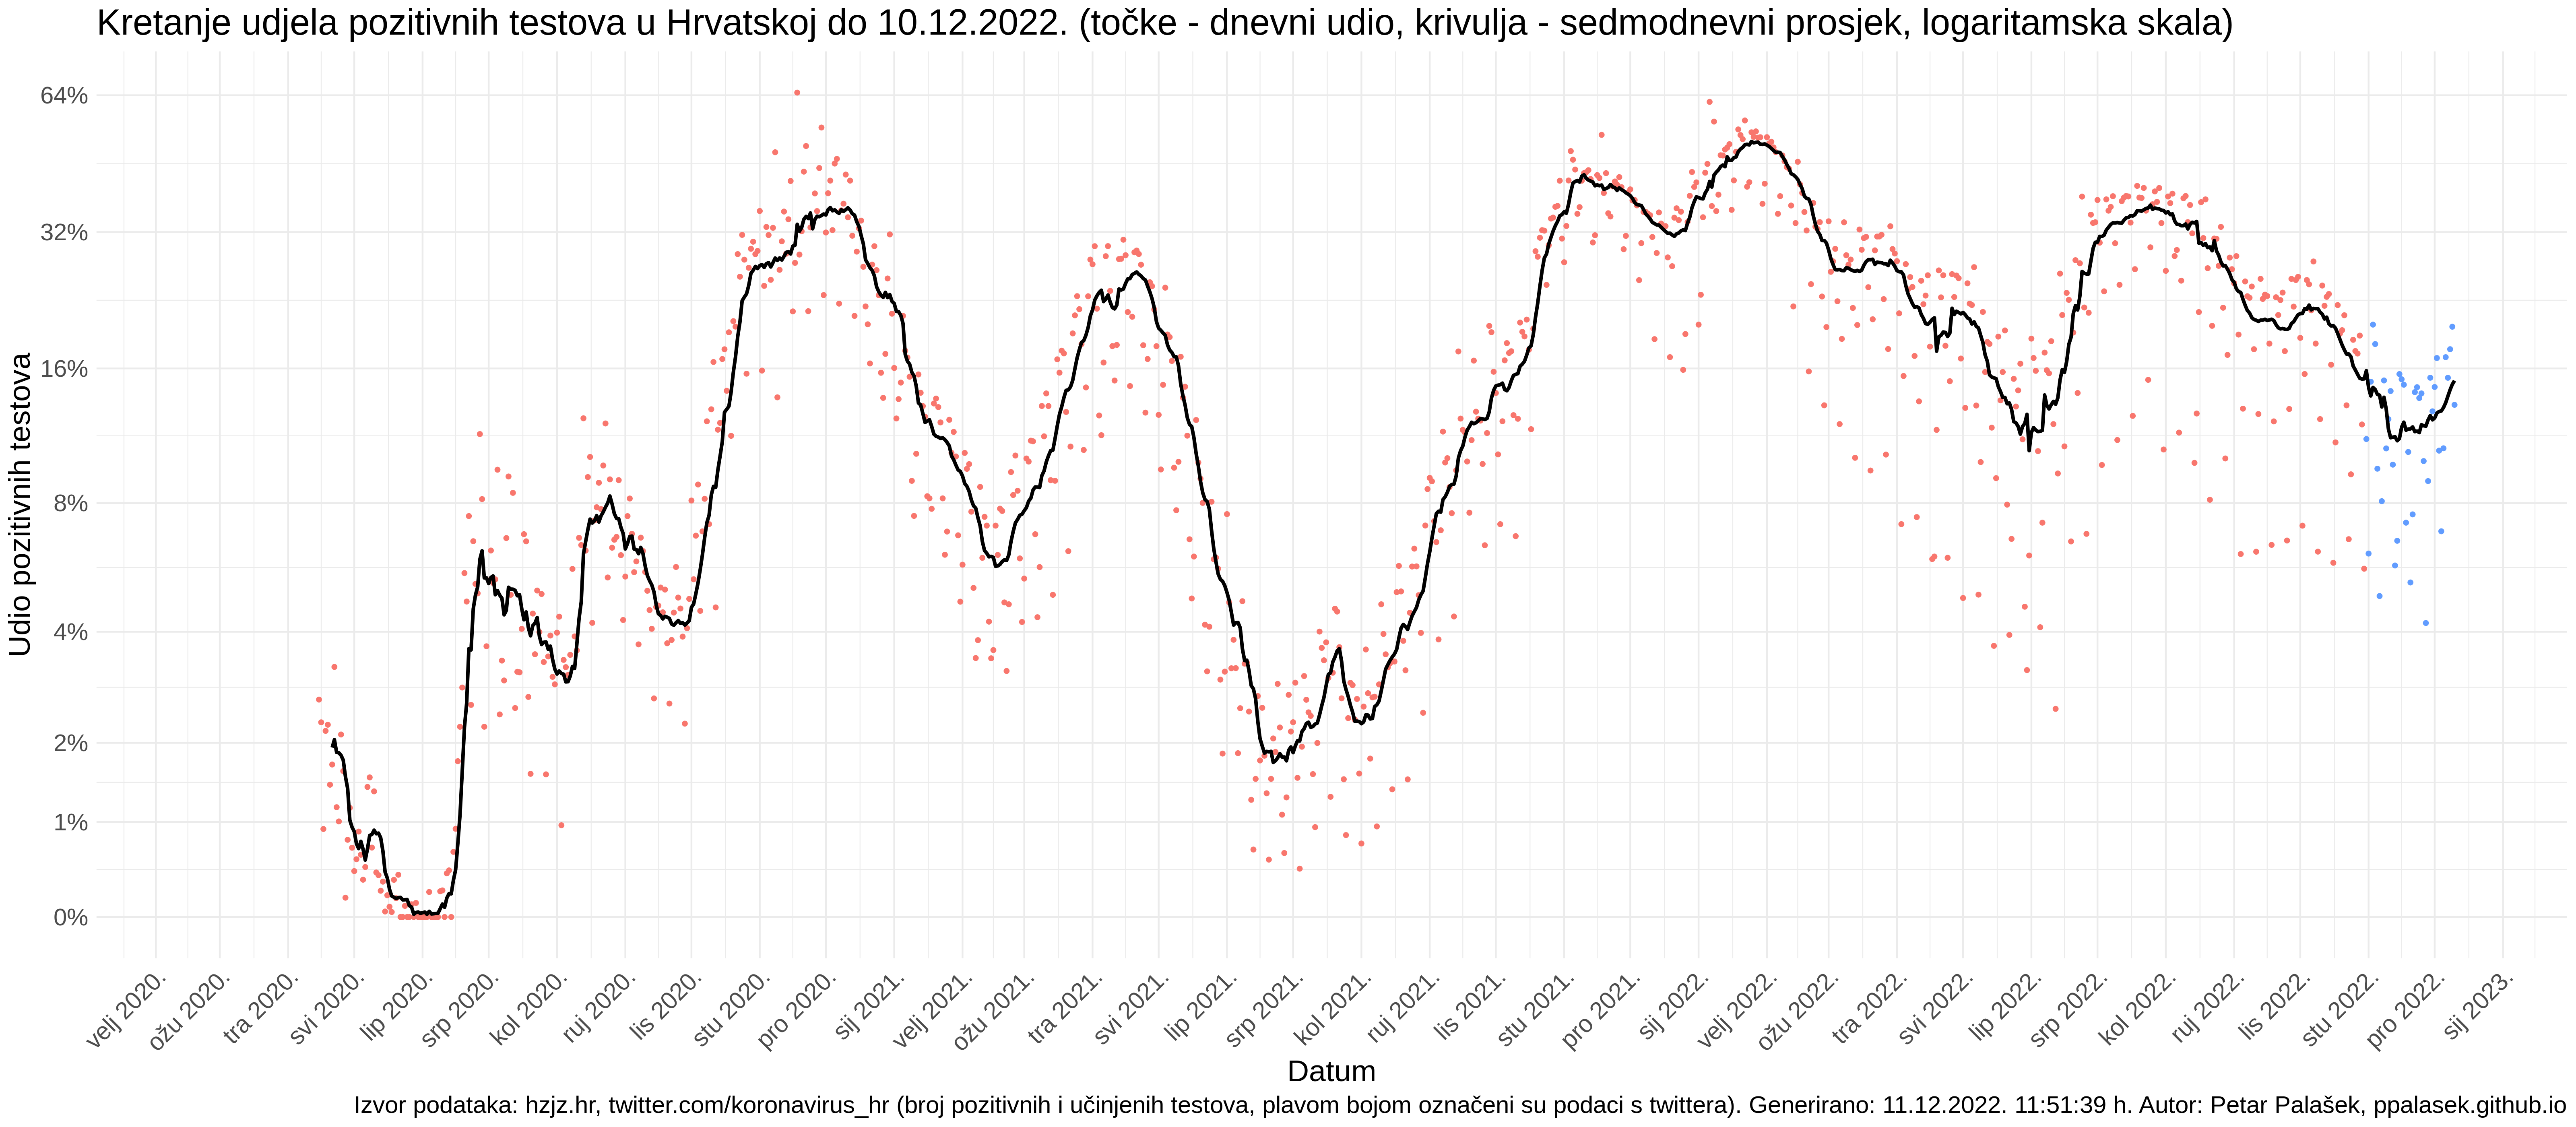 Kretanje udjela pozitivnih testova u Hrvatskoj do 10.12.2022. (točke - dnevni udio, krivulja - sedmodnevni prosjek, logaritamska skala)
Udio pozitivnih testova
64%
32%
16%
8%
4%
2%
1%
0%
velj 2020.
ožu 2020.
tra 2020.
svi 2020.
lip 2020.
srp 2020.
kol 2020.
ruj 2020.
lis 2020.
stu 2020.
pro 2020.
sij 2021.
velj 2021.
ožu 2021.
tra 2021.
svi 2021.
lip 2021.
srp 2021.
kol 2021.
ruj 2021.
lis 2021.
stu 2021.
pro 2021.
sij 2022.
velj 2022.
ožu 2022.
tra 2022.
svi 2022.
lip 2022.
srp 2022.
kol 2022.
ruj 2022.
lis 2022.
stu 2022.
pro 2022.
sij 2023.
Datum
Izvor podataka: hzjz.hr, twitter.com/koronavirus_hr (broj pozitivnih i učinjenih testova, plavom bojom označeni su podaci s twittera). Generirano: 11.12.2022. 11:51:39 h. Autor: Petar Palašek, ppalasek.github.io